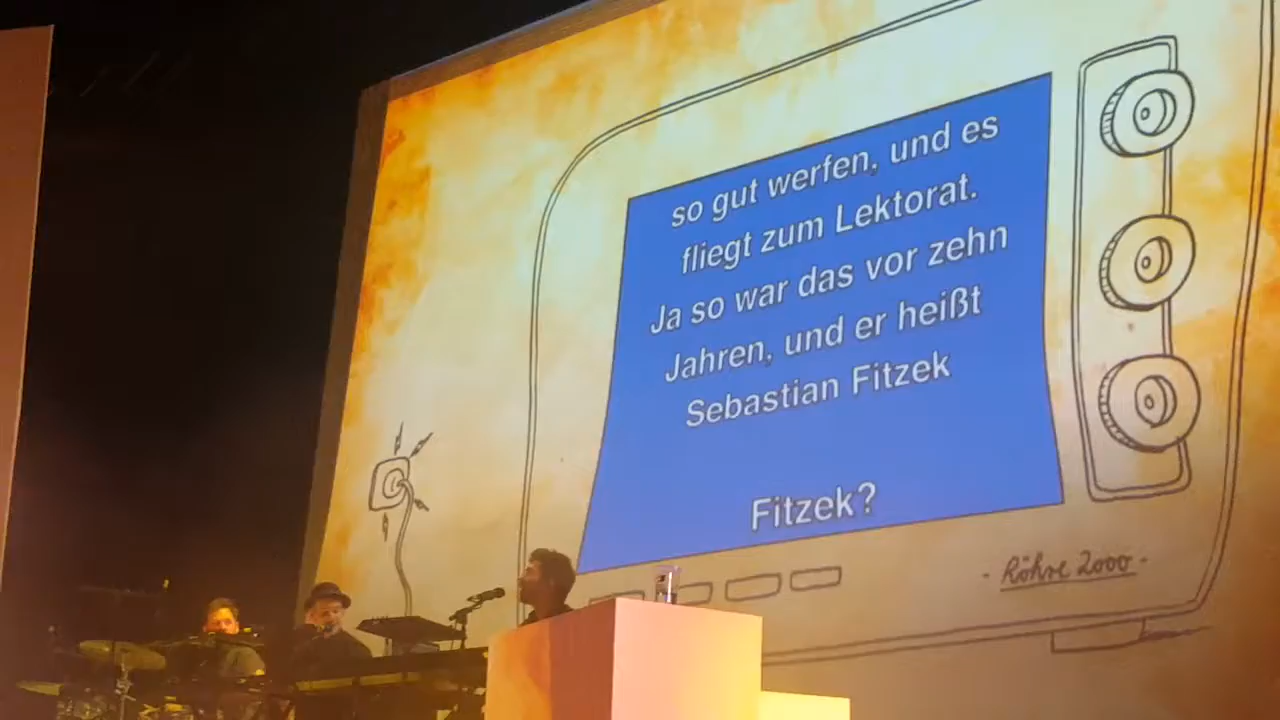 so gut werfen, und es
fliegt zum Lektorat.
Ja so war das vor zehn
Jahren, und er heißt
Sebastian Fitzek
Fitzek?
- Röhre 2000 -